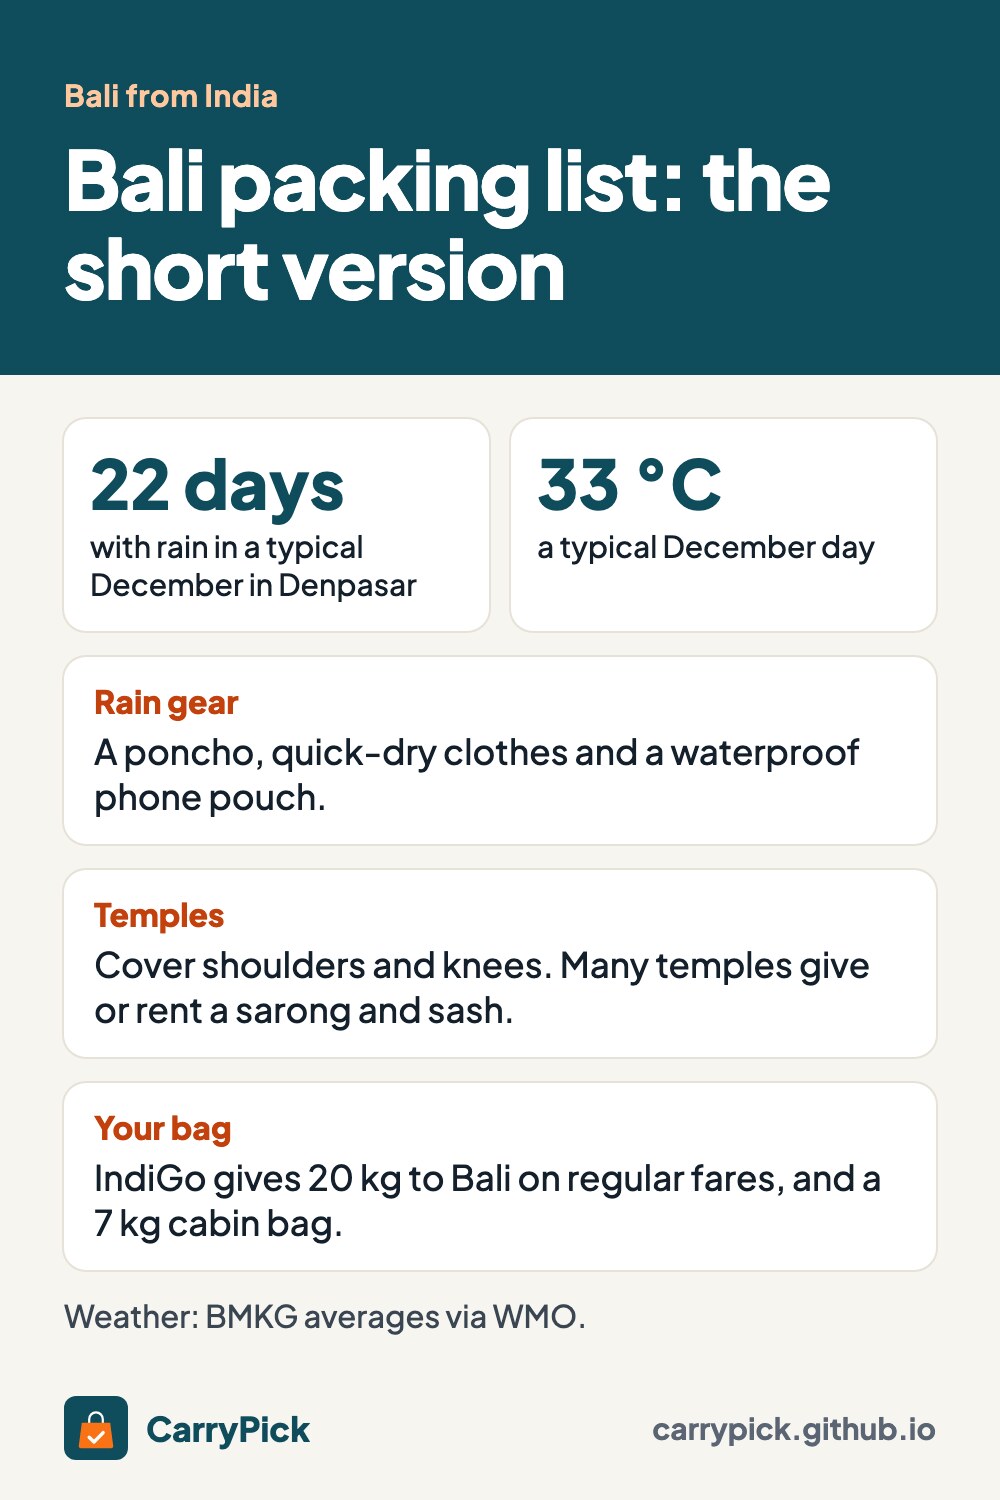 Bali from India
Bali packing list: the
short version
22 days
with rain in a typical
December in Denpasar
33 °C
a typical December day
Rain gear
A poncho, quick-dry clothes and a waterproof
phone pouch.
Temples
Cover shoulders and knees. Many temples give
or rent a sarong and sash.
Your bag
IndiGo gives 20 kg to Bali on regular fares, and a
7 kg cabin bag.
Weather: BMKG averages via WMO.
CarryPick
carrypick.github.io